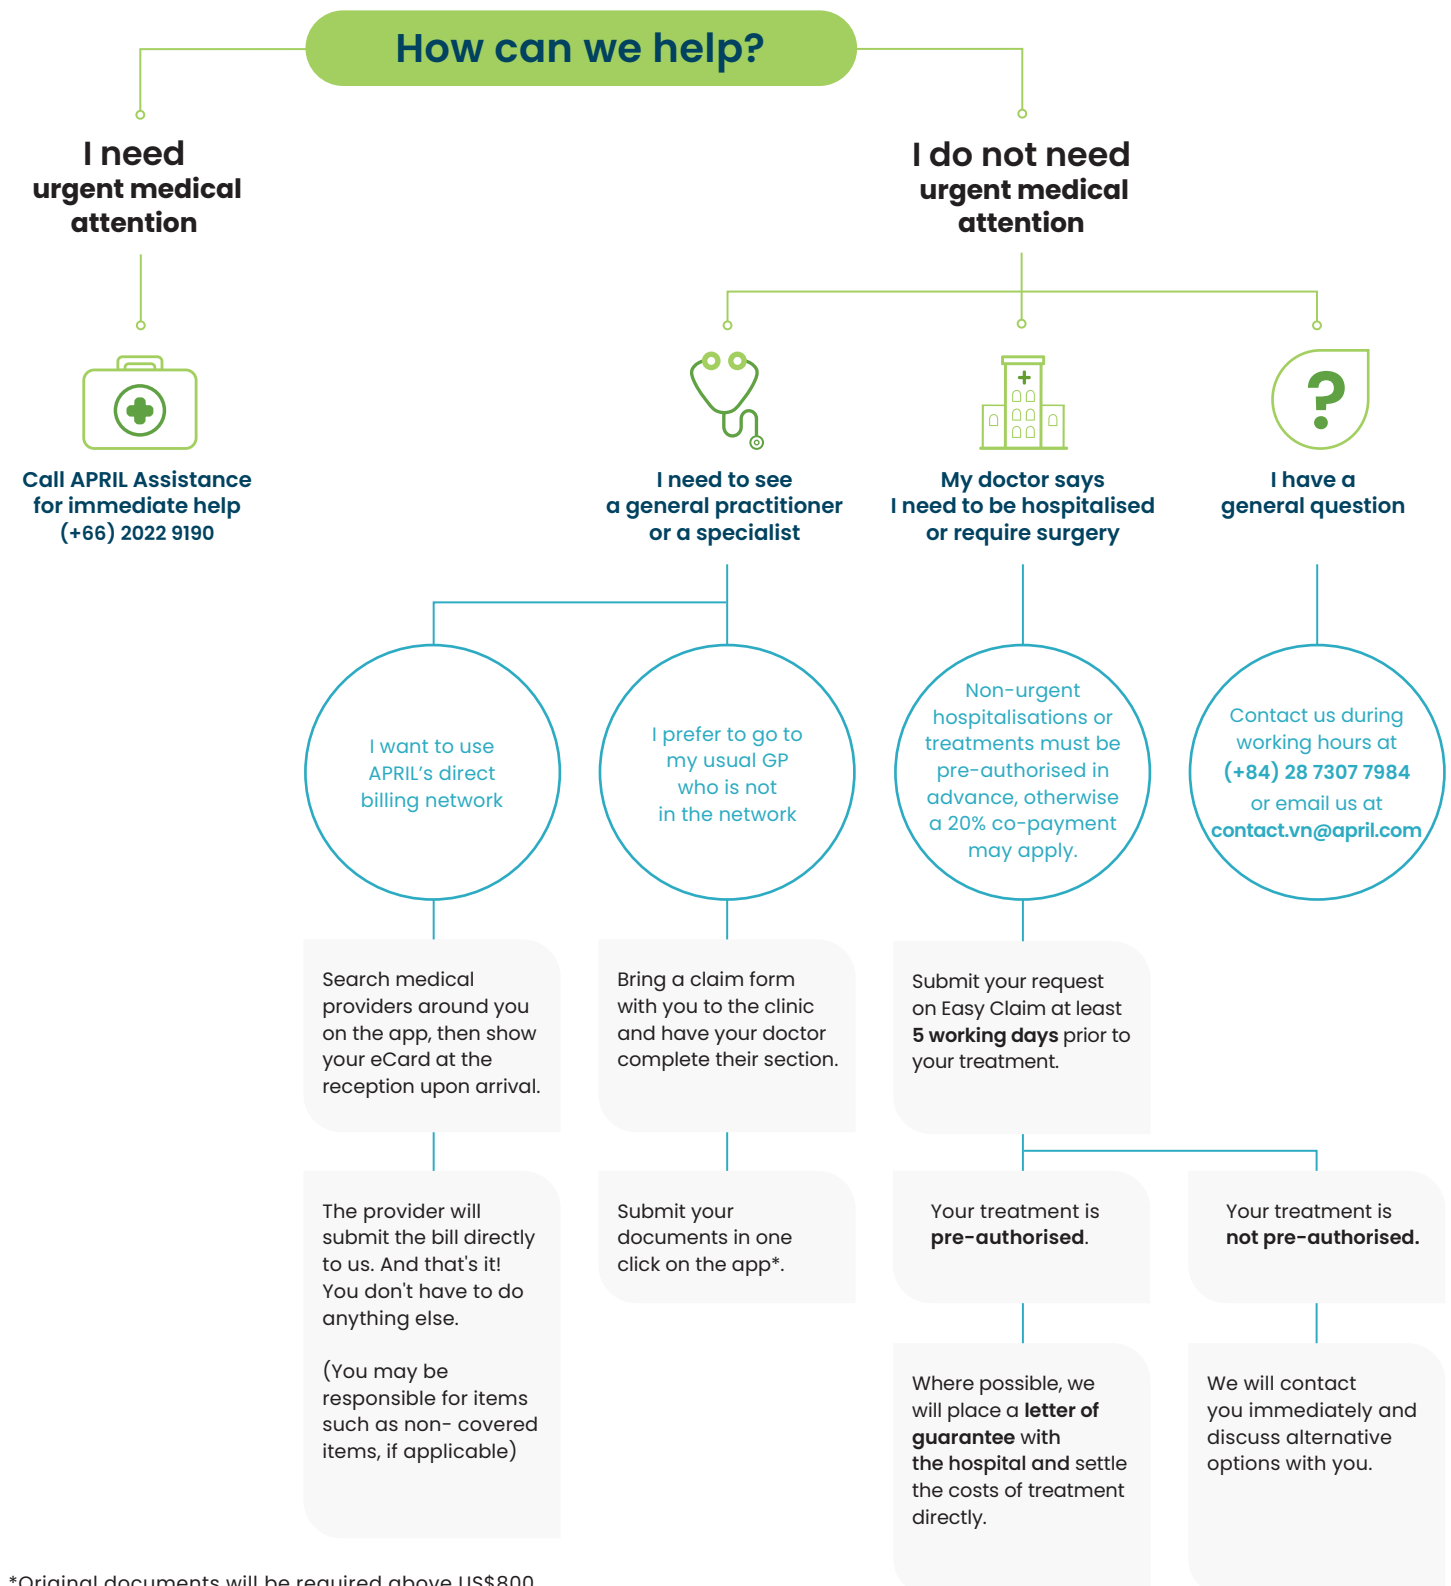 How can we help?
I need
urgent medical
attention
I do not need
urgent medical
attention
Call APRIL Assistance
for immediate help
(+66) 2022 9190
I need to see
a general practitioner
or a specialist
My doctor says
I need to be hospitalised
or require surgery
I have a
general question
I want to use
APRIL's direct
billing network
I prefer to go to
my usual GP
who is not
in the network
Non-urgent
hospitalisations or
treatments must be
pre-authorised in
advance, otherwise
a 20% co-payment
may apply.
Contact us during
working hours at
(+84) 28 7307 7984
or email us at
contact.vn@april.com
Search medical
providers around you
on the app, then show
your eCard at the
reception upon arrival.
Bring a claim form
with you to the clinic
and have your doctor
complete their section.
Submit your request
on Easy Claim at least
5 working days prior to
your treatment.
The provider will
submit the bill directly
to us. And that's it!
You don't have to do
anything else.
(You may be
responsible for items
such as non- covered
items, if applicable)
Submit your
documents in one
click on the app*.
Your treatment is
pre-authorised.
Your treatment is
not pre-authorised.
Where possible, we
will place a letter of
guarantee with
the hospital and settle
the costs of treatment
directly.
We will contact
you immediately and
discuss alternative
options with you.
*Original documents will be required above US$800